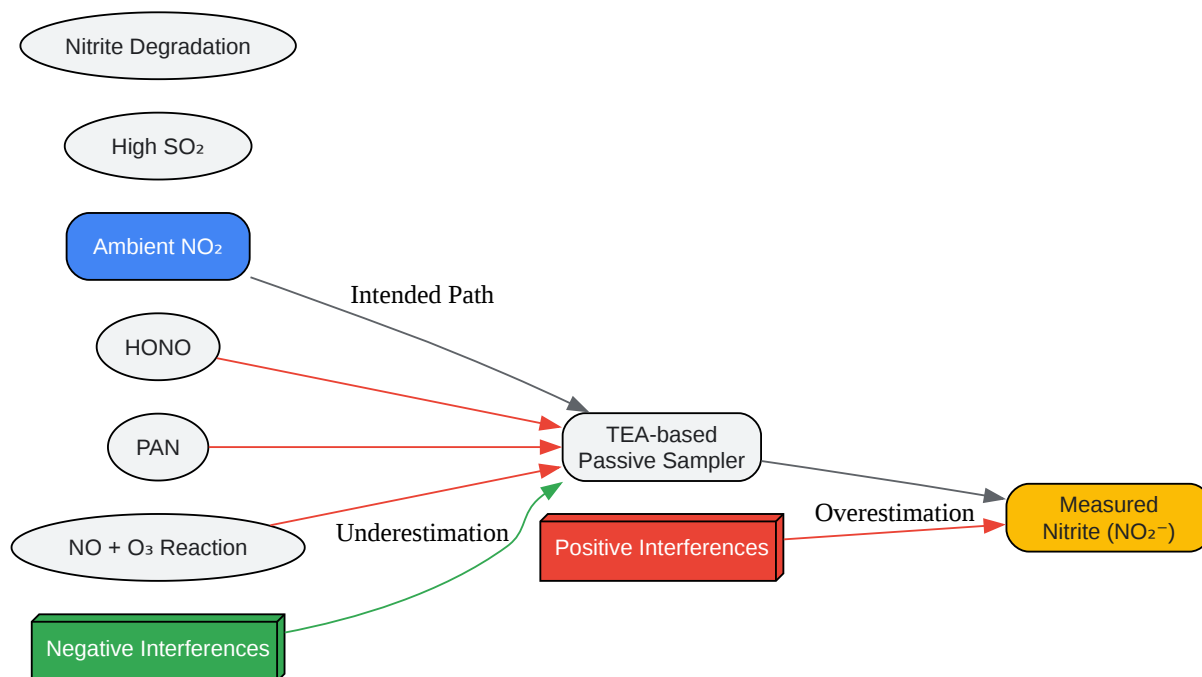 Nitrite Degradation
High SO₂
Ambient NO₂
Intended Path
HONO
PAN
TEA-based
Passive Sampler
NO + O₃ Reaction
Underestimation
Positive Interferences
Overestimation
Measured
Nitrite (NO₂⁻)
Negative Interferences